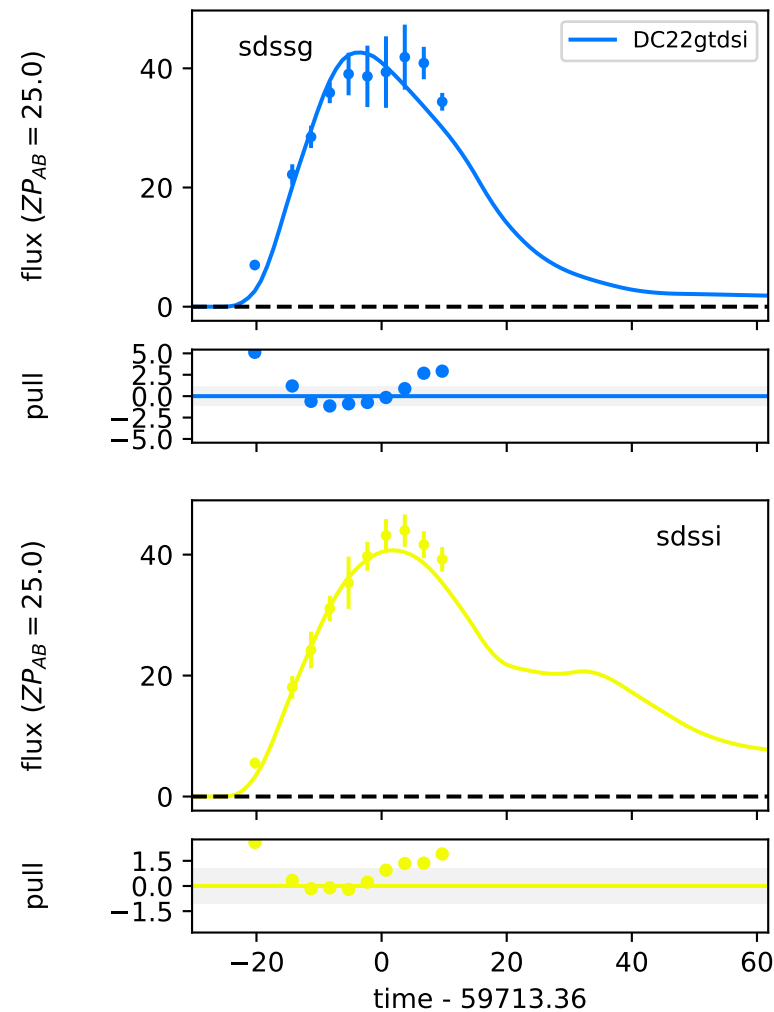 sdssg
DC22gtdsi
flux (ZP_AB = 25.0)
40
20
0
pull
5.0
2.5
0.0
−2.5
−5.0
sdssi
flux (ZP_AB = 25.0)
40
20
0
pull
1.5
0.0
−1.5
−20 0 20 40 60
time - 59713.36